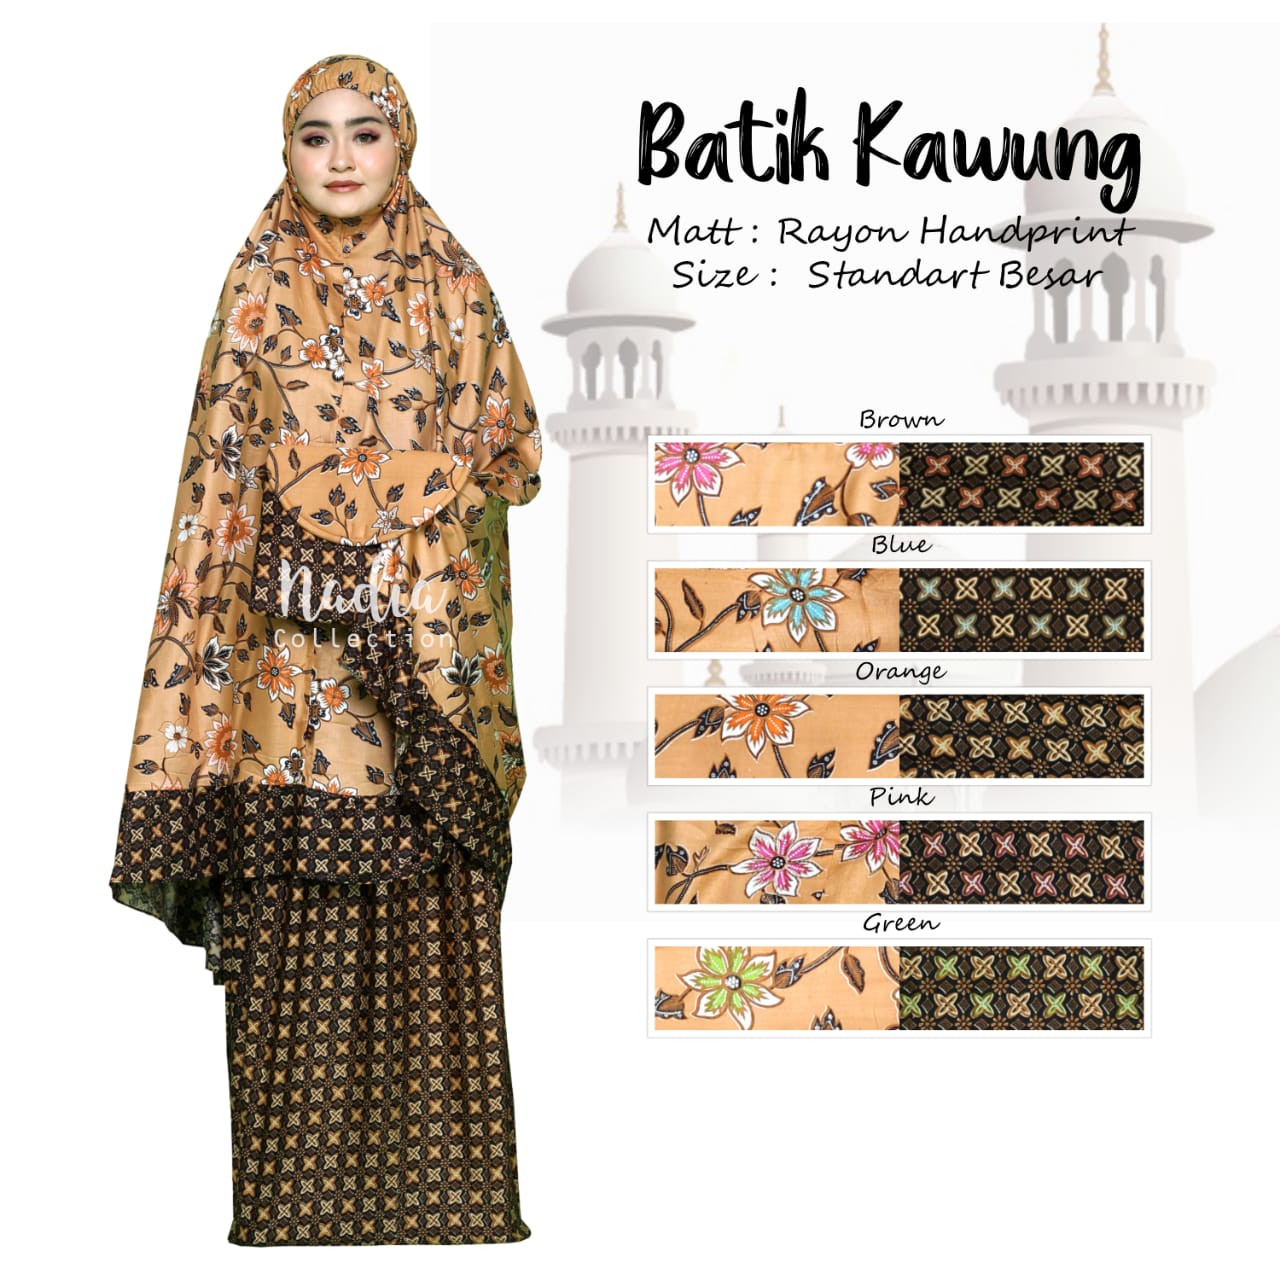 Batik Kawung
Matt : Rayon Handprint
Size : Standart Besar
Brown
Blue
Orange
Pink
Green
Nadia
Collection